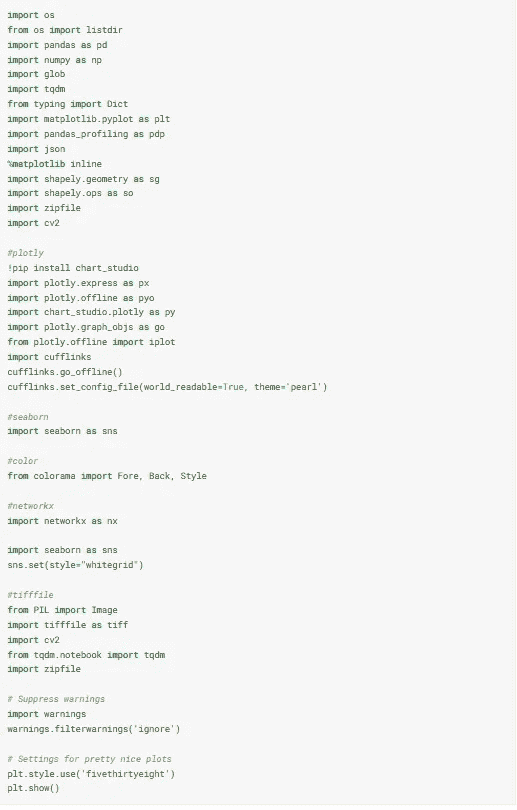 import os
from os import listdir
import pandas as pd
import numpy as np
import glob
import tqdm
from typing import Dict
import matplotlib.pyplot as plt
import pandas_profiling as pdp
import json
%matplotlib inline
import shapely.geometry as sg
import shapely.ops as so
import zipfile
import cv2
#plotly
!pip install chart_studio
import plotly.express as px
import plotly.offline as pyo
import chart_studio.plotly as py
import plotly.graph_objs as go
from plotly.offline import iplot
import cufflinks
cufflinks.go_offline()
cufflinks.set_config_file(world_readable=True, theme='pearl')
#seaborn
import seaborn as sns
#color
from colorama import Fore, Back, Style
#networkx
import networkx as nx
import seaborn as sns
sns.set(style="whitegrid")
#tifffile
from PIL import Image
import tifffile as tiff
import cv2
from tqdm.notebook import tqdm
import zipfile
# Suppress warnings
import warnings
warnings.filterwarnings('ignore')
# Settings for pretty nice plots
plt.style.use('fivethirtyeight')
plt.show()